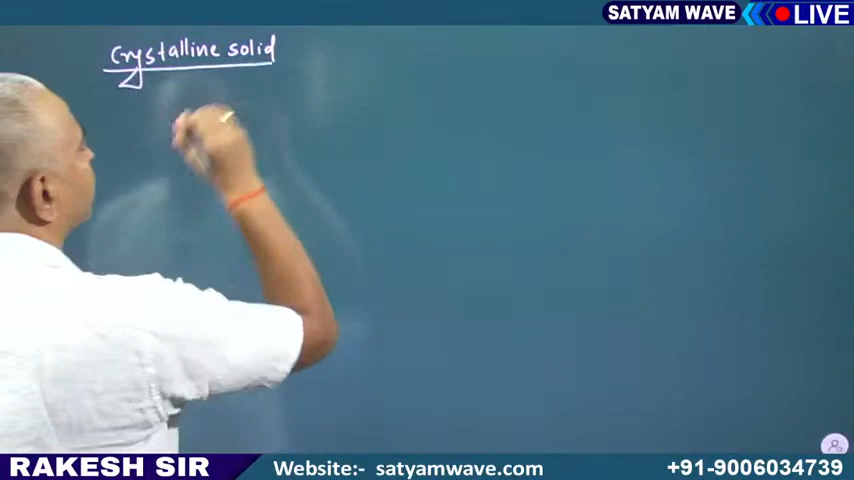 SATYAM WAVE LIVE
Crystalline solid
RAKESH SIR Website:- satyamwave.com +91-9006034739